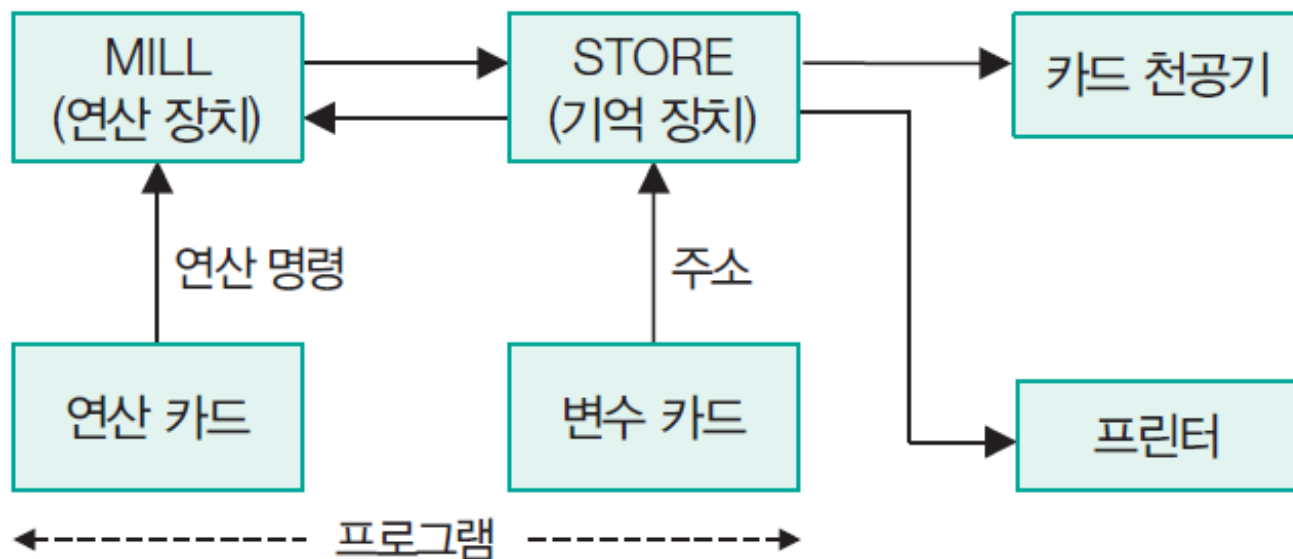 MILL
(연산 장치)
STORE
(기억 장치)
카드 천공기
연산 명령
주소
연산 카드
변수 카드
프린터
프로그램